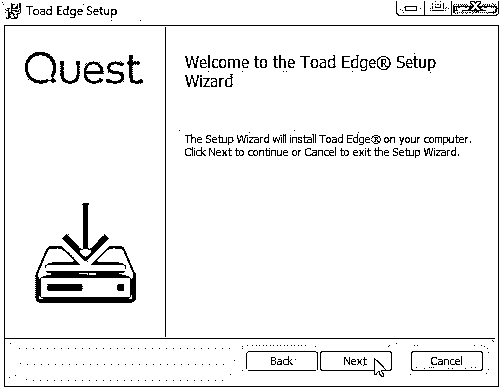 Toad Edge Setup
Quest
Welcome to the Toad Edge® Setup
Wizard
The Setup Wizard will install Toad Edge® on your computer.
Click Next to continue or Cancel to exit the Setup Wizard.
Back Next Cancel